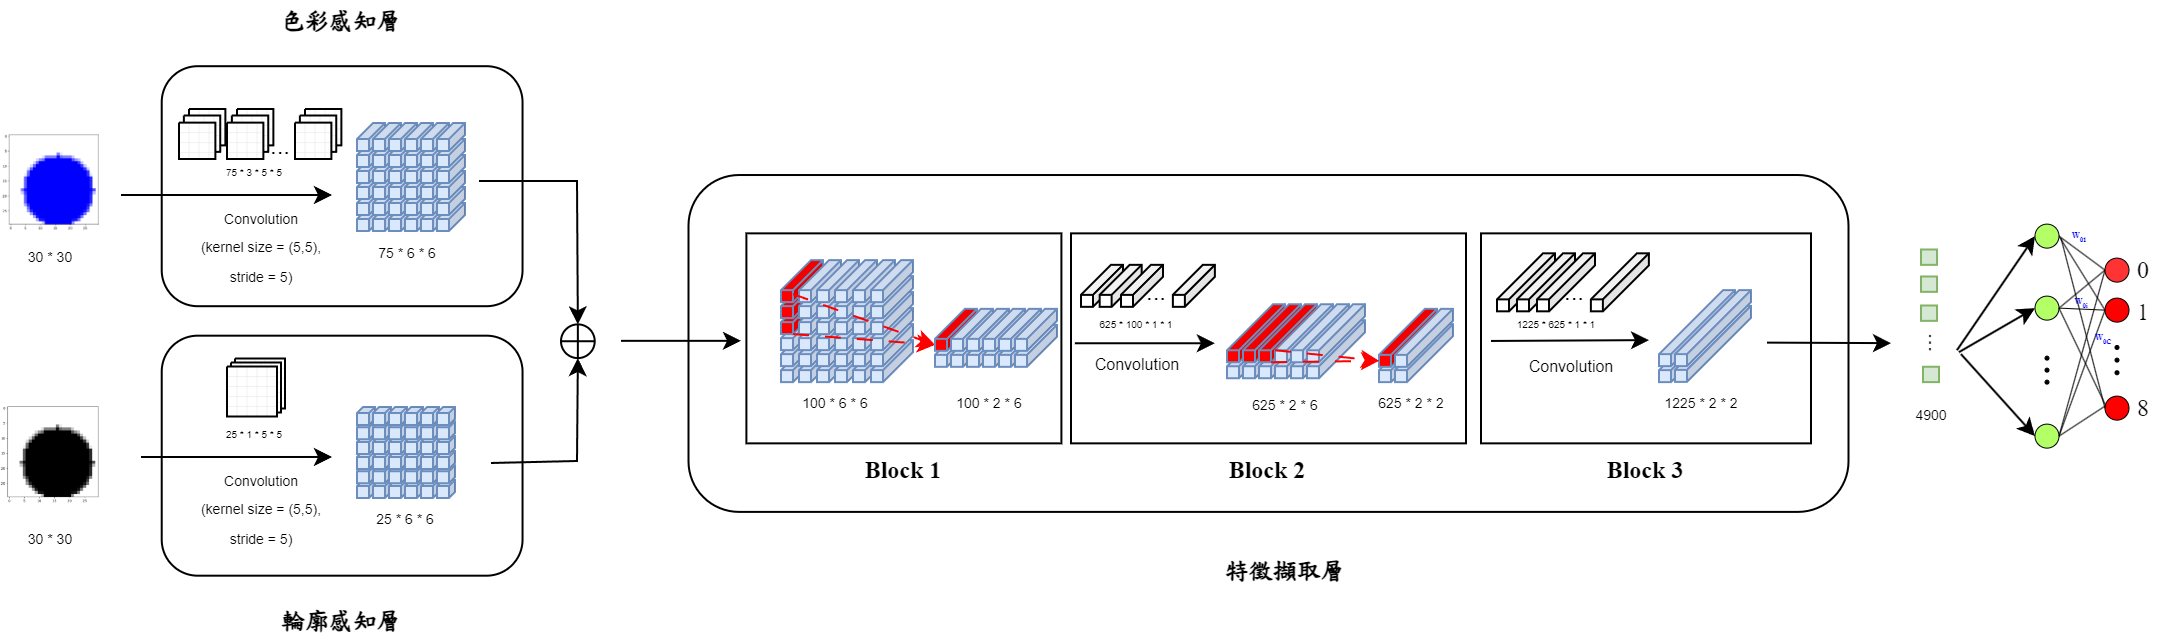 色彩感知層
75 * 3 * 5 * 5
Convolution
(kernel size = (5,5),
stride = 5)
75 * 6 * 6
30 * 30
25 * 1 * 5 * 5
Convolution
(kernel size = (5,5),
stride = 5)
25 * 6 * 6
30 * 30
輪廓感知層
100 * 6 * 6
100 * 2 * 6
Block 1
625 * 100 * 1 * 1
Convolution
625 * 2 * 6
625 * 2 * 2
Block 2
1225 * 625 * 1 * 1
Convolution
1225 * 2 * 2
Block 3
特徵擷取層
4900
W01
W0i
W0C
0
1
8